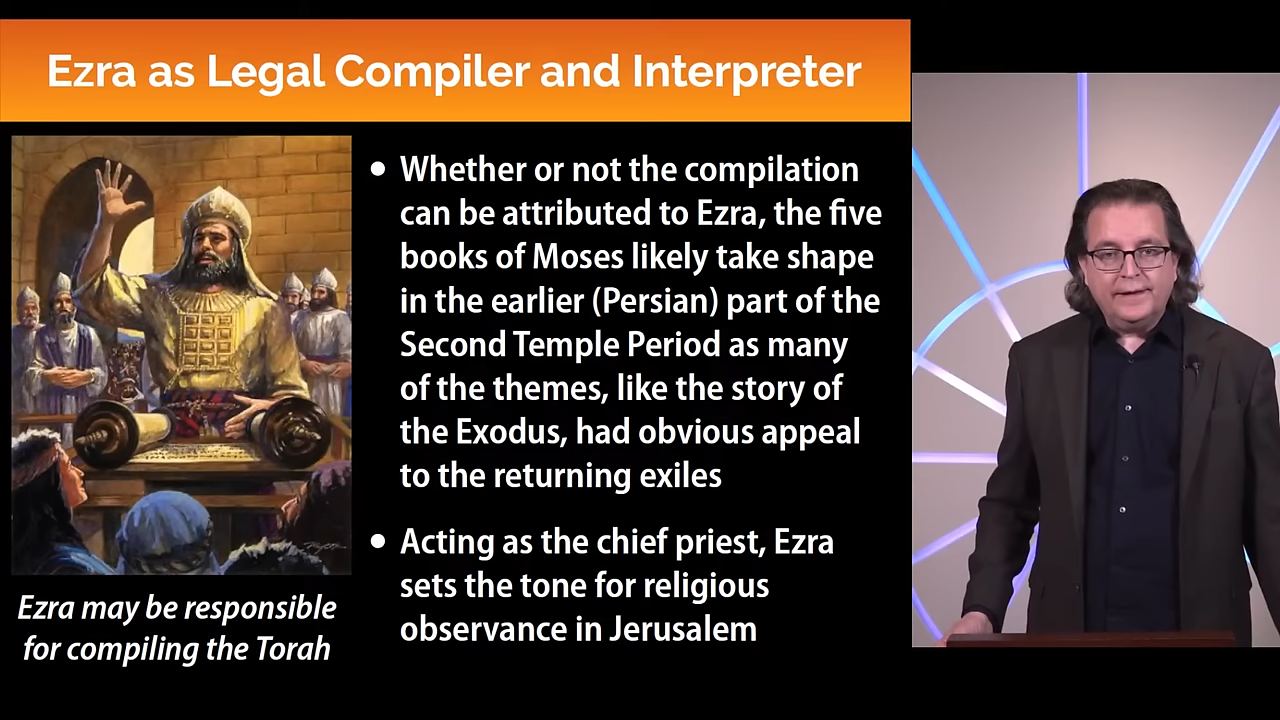 Ezra as Legal Compiler and Interpreter
• Whether or not the compilation
can be attributed to Ezra, the five
books of Moses likely take shape
in the earlier (Persian) part of the
Second Temple Period as many
of the themes, like the story of
the Exodus, had obvious appeal
to the returning exiles
• Acting as the chief priest, Ezra
sets the tone for religious
observance in Jerusalem
Ezra may be responsible
for compiling the Torah